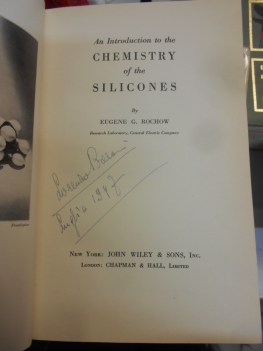 An Introduction to the
CHEMISTRY
of the
SILICONES
By
EUGENE G. ROCHOW
Research Laboratory, General Electric Company
1947
NEW YORK: JOHN WILEY & SONS, INC.
LONDON: CHAPMAN & HALL, LIMITED